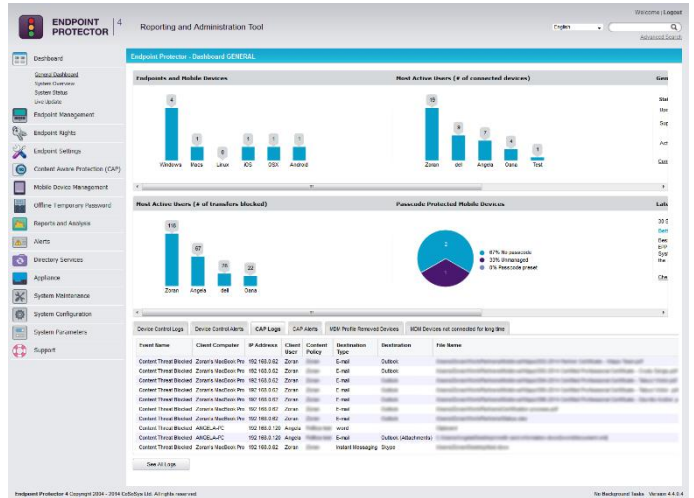 Welcome | Logout
ENDPOINT PROTECTOR | 4
Reporting and Administration Tool
English
Advanced Search
Dashboard
General Dashboard
System Overview
System Status
Live Update
Endpoint Management
Endpoint Rights
Endpoint Settings
Content Aware Protection (CAP)
Mobile Device Management
Offline Temporary Password
Reports and Analysis
Alerts
Directory Services
Appliance
System Maintenance
System Configuration
System Parameters
Support
Endpoint Protector - Dashboard GENERAL
Endpoints and Mobile Devices
4
1
0
1
1
1
Windows Macs Linux iOS OSX Android
Most Active Users (# of connected devices)
15
7
4
1
Zoran deli Angela Oana Test
Gen
Most Active Users (# of transfers blocked)
116
67
22
Zoran Angela deli Oana
Passcode Protected Mobile Devices
2
1
67% No passcode
33% Unmanaged
0% Passcode preset
Device Control Logs Device Control Alerts CAP Logs CAP Alerts MDM Profile Removed Devices MDM Devices not connected for long time
Event Name Client Computer IP Address Client User Content Policy Destination Type Destination File Name
Content Threat Blocked Zoran's MacBook Pro 192.168.0.62 Zoran E-mail Outlook
Content Threat Blocked Zoran's MacBook Pro 192.168.0.62 Zoran E-mail Outlook
Content Threat Blocked Zoran's MacBook Pro 192.168.0.62 Zoran E-mail
Content Threat Blocked Zoran's MacBook Pro 192.168.0.62 Zoran E-mail
Content Threat Blocked Zoran's MacBook Pro 192.168.0.62 Zoran E-mail
Content Threat Blocked Zoran's MacBook Pro 192.168.0.62 Zoran E-mail
Content Threat Blocked Zoran's MacBook Pro 192.168.0.62 Zoran E-mail
Content Threat Blocked ANGELA-PC 192.168.0.120 Angela word
Content Threat Blocked ANGELA-PC 192.168.0.120 Angela E-mail Outlook (Attachments)
Content Threat Blocked Zoran's MacBook Pro 192.168.0.62 Zoran Instant Messaging Skype
See All Logs
Endpoint Protector 4 Copyright 2004 - 2014 CoSoSys Ltd. All rights reserved
No Background Tasks Version 4.4.0.4